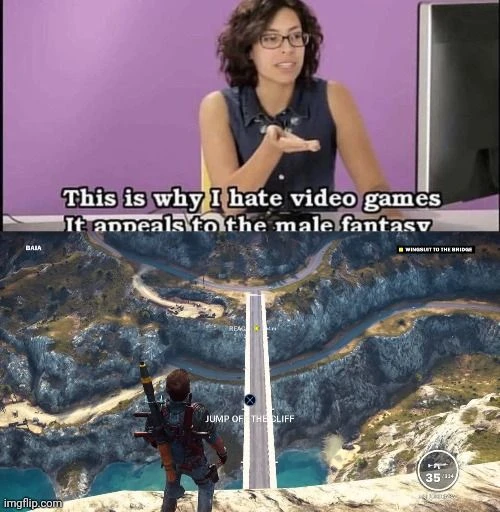 This is why I hate video games
It appeals to the male fantasy
BAIA
WINGSUIT TO THE BRIDGE
JUMP OFF THE CLIFF
35
imgflip.com